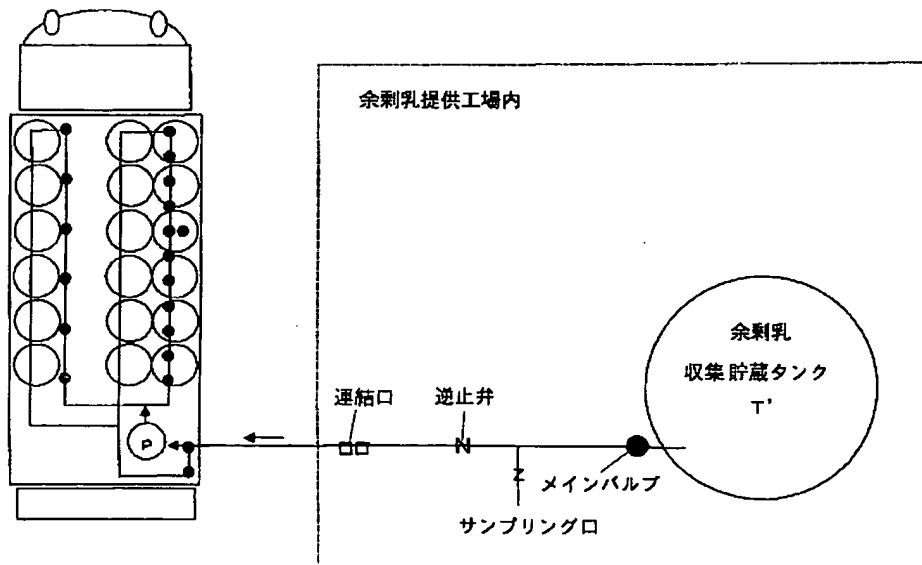 余剰乳提供工場内
余剰乳
収集貯蔵タンク
T'
連結口
逆止弁
P
メインバルブ
サンプリング口